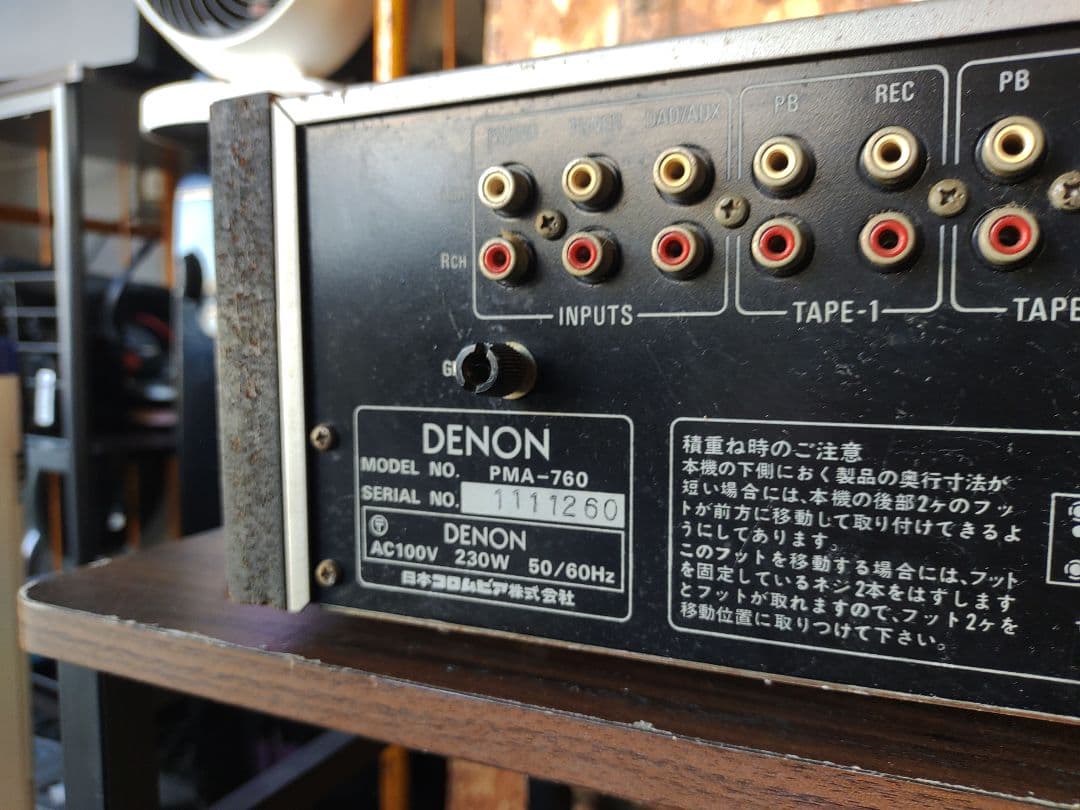 PHONO TUNER DAD/AUX
PB REC
PB
RCH
INPUTS
TAPE-1
TAPE
DENON
MODEL NO. PMA-760
SERIAL NO. 1111260
DENON
AC100V 230W 50/60Hz
日本コロムビア株式会社
積重ね時のご注意
本機の下側におく製品の奥行寸法が
短い場合には、本機の後部2ヶのフッ
トが前方に移動して取り付けできるよ
うにしてあります。
このフットを移動する場合には、フット
を固定しているネジ2本をはずします
とフットが取れますので、フット2ヶを
移動位置に取りつけて下さい。